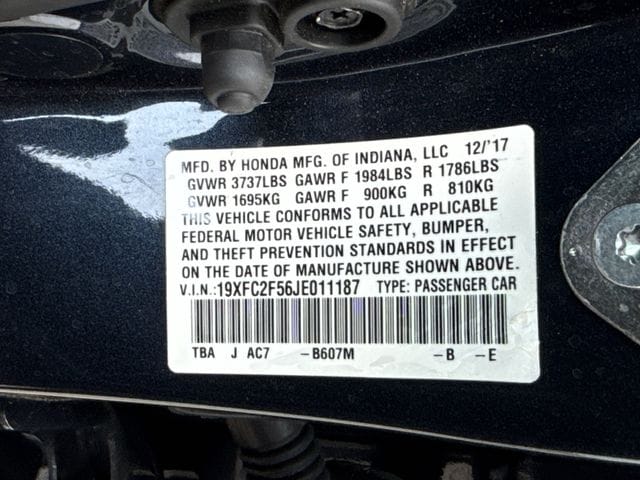 MFD. BY HONDA MFG. OF INDIANA, LLC 12/'17
GVWR 3737LBS GAWR F 1984LBS R 1786LBS
GVWR 1695KG GAWR F 900KG R 810KG
THIS VEHICLE CONFORMS TO ALL APPLICABLE
FEDERAL MOTOR VEHICLE SAFETY, BUMPER,
AND THEFT PREVENTION STANDARDS IN EFFECT
ON THE DATE OF MANUFACTURE SHOWN ABOVE.
V.I.N.:19XFC2F56JE011187 TYPE: PASSENGER CAR
TBA J AC7 –B607M –B –E